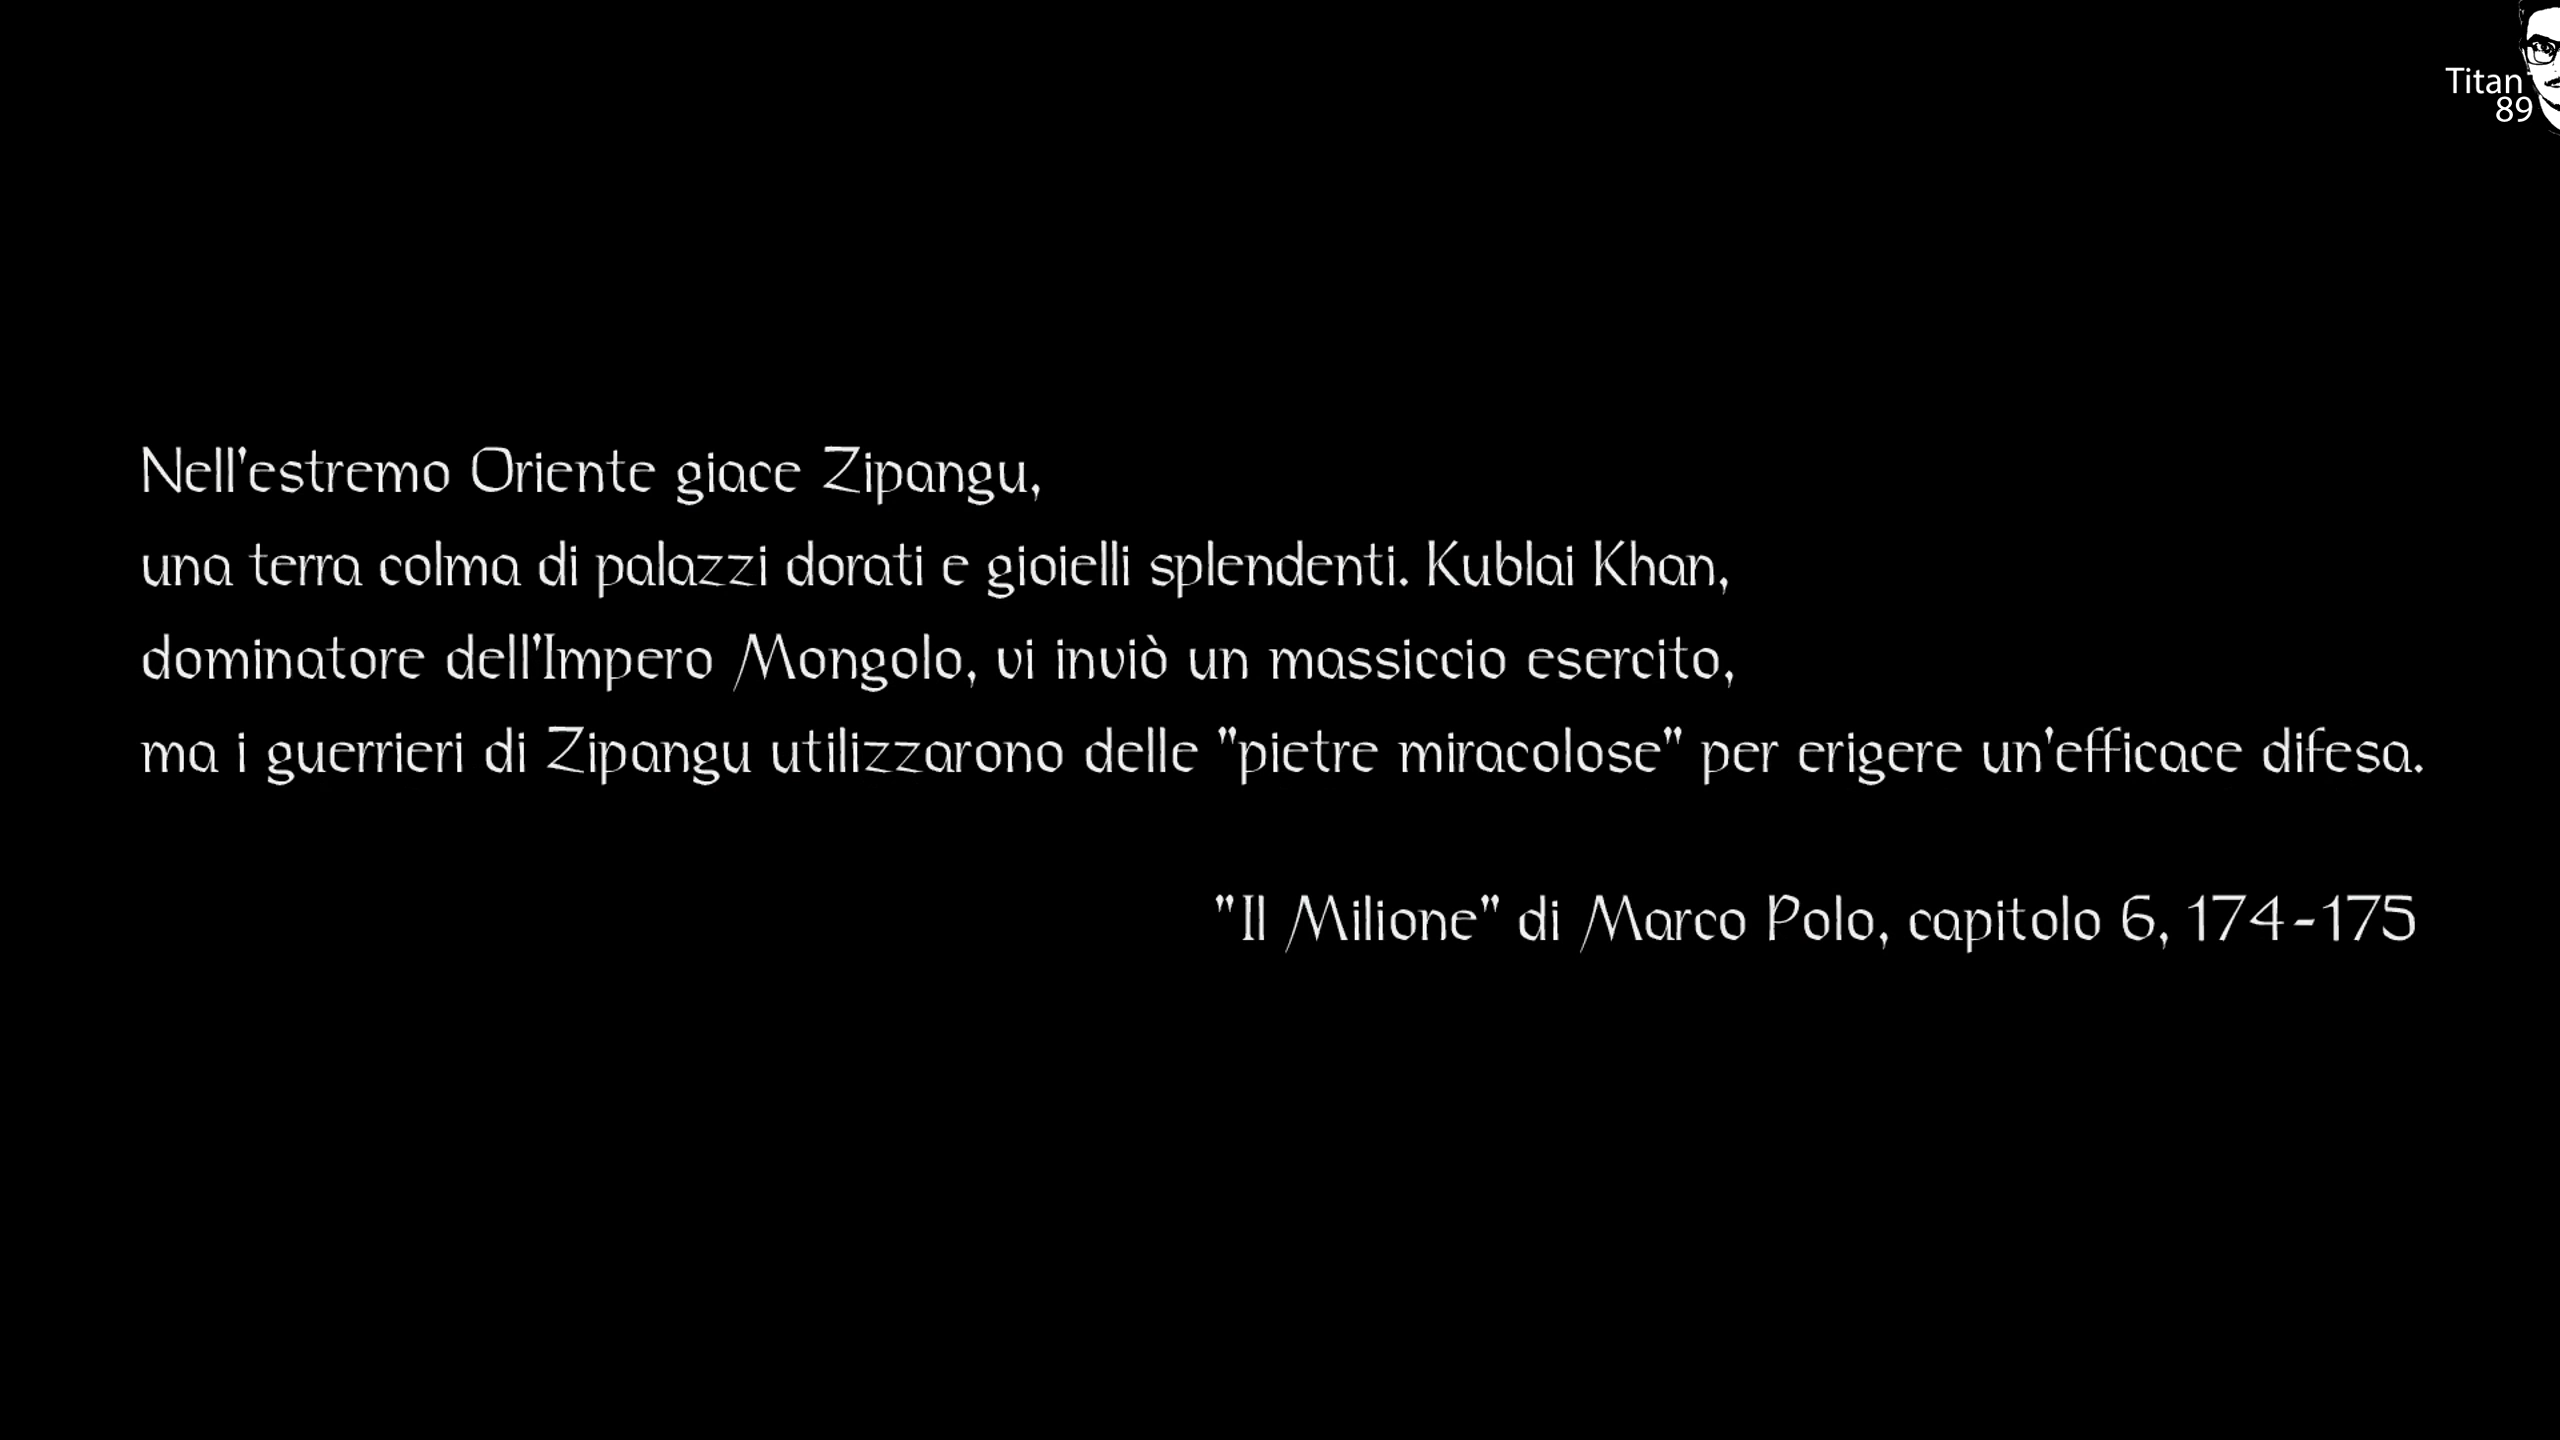 Titan
89
Nell'estremo Oriente giace Zipangu,
una terra colma di palazzi dorati e gioielli splendenti. Kublai Khan,
dominatore dell'Impero Mongolo, vi inviò un massiccio esercito,
ma i guerrieri di Zipangu utilizzarono delle "pietre miracolose" per erigere un'efficace difesa.
"Il Milione" di Marco Polo, capitolo 6, 174-175